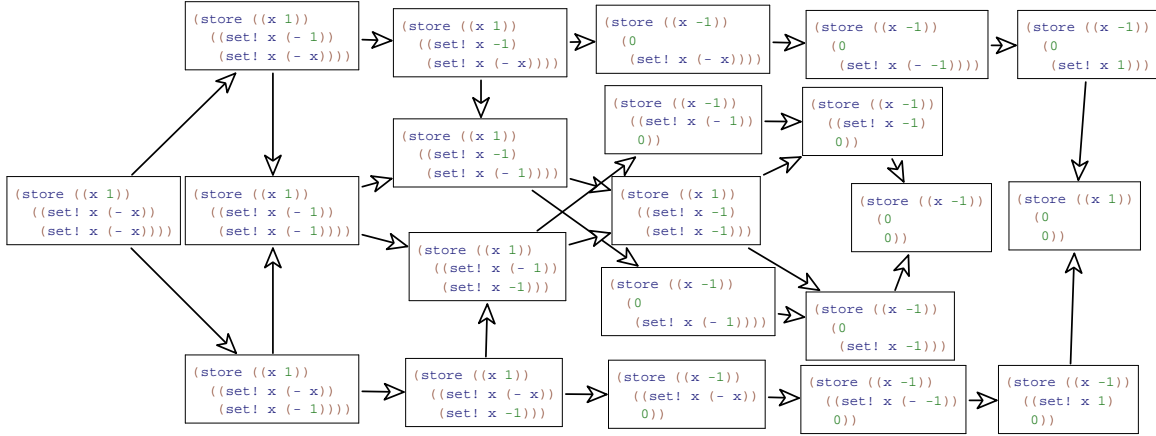 (store ((x 1))
((set! x (- 1))
(set! x (- x))))
(store ((x 1))
((set! x -1)
(set! x (- x))))
(store ((x -1))
(0
(set! x (- x))))
(store ((x -1))
(0
(set! x (- -1))))
(store ((x -1))
(0
(set! x 1)))
(store ((x -1))
((set! x (- 1))
0))
(store ((x -1))
((set! x -1)
0))
(store ((x 1))
((set! x -1)
(set! x (- 1))))
(store ((x 1))
((set! x (- x))
(set! x (- x))))
(store ((x 1))
((set! x (- 1))
(set! x (- 1))))
(store ((x 1))
((set! x -1)
(set! x -1)))
(store ((x -1))
(0
0))
(store ((x 1))
(0
0))
(store ((x 1))
((set! x (- 1))
(set! x -1)))
(store ((x -1))
(0
(set! x (- 1))))
(store ((x -1))
(0
(set! x -1)))
(store ((x 1))
((set! x (- x))
(set! x (- 1))))
(store ((x 1))
((set! x (- x))
(set! x -1)))
(store ((x -1))
((set! x (- x))
0))
(store ((x -1))
((set! x (- -1))
0))
(store ((x -1))
((set! x 1)
0))